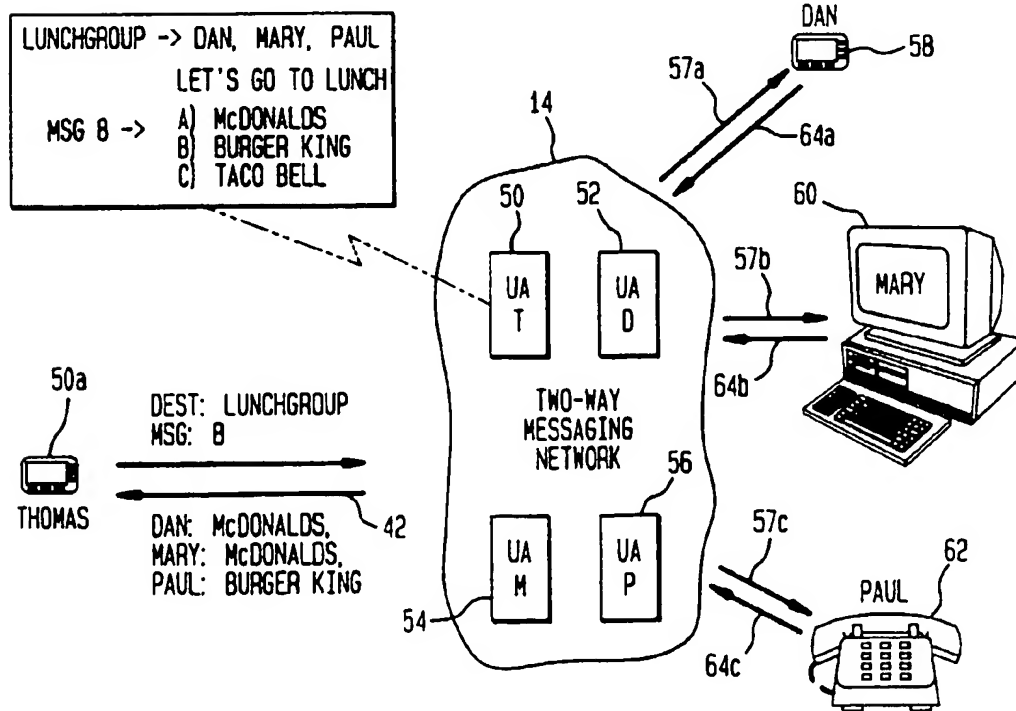 LUNCHGROUP -> DAN, MARY, PAUL
LET'S GO TO LUNCH
MSG 8 ->
A) McDONALDS
B) BURGER KING
C) TACO BELL
DAN
58
57a
64a
14
50
52
60
UA
T
UA
D
57b
64b
MARY
50a
DEST: LUNCHGROUP
MSG: 8
THOMAS
42
DAN: McDONALDS,
MARY: McDONALDS,
PAUL: BURGER KING
TWO-WAY
MESSAGING
NETWORK
56
UA
M
UA
P
54
57c
64c
PAUL
62